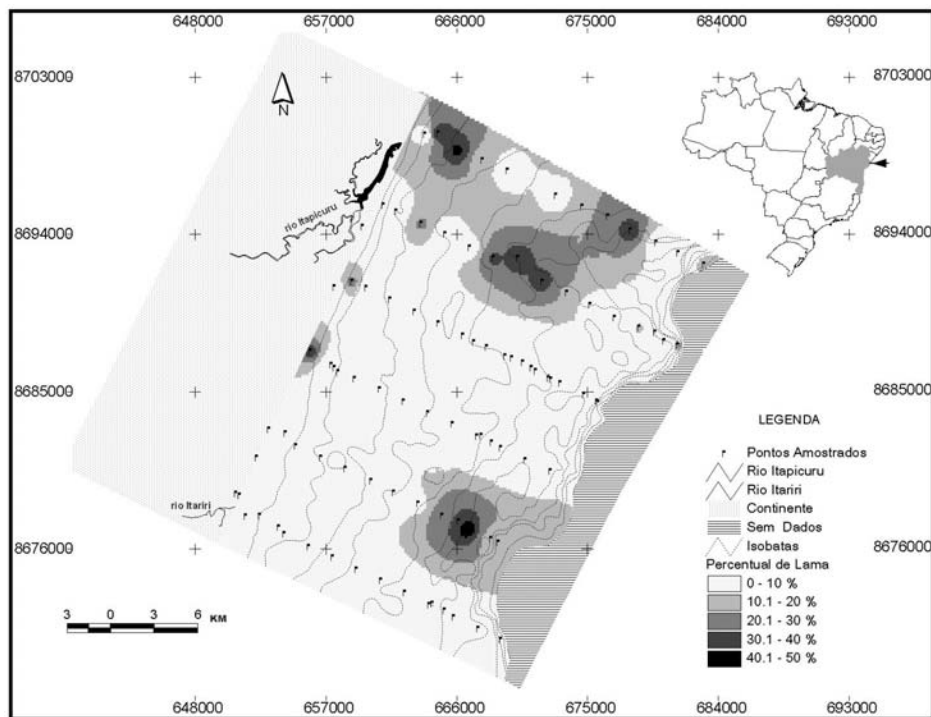 648000 657000 666000 675000 684000 693000
8703000 8703000
N
rio Itapicuru
8694000 8694000
8685000 8685000
LEGENDA
Pontos Amostrados
Rio Itapicuru
Rio Itariri
Continente
Sem Dados
Isobatas
rio Itariri
8676000 8676000
Percentual de Lama
0 - 10 %
10.1 - 20 %
20.1 - 30 %
30.1 - 40 %
40.1 - 50 %
3 0 3 6 KM
648000 657000 666000 675000 684000 693000